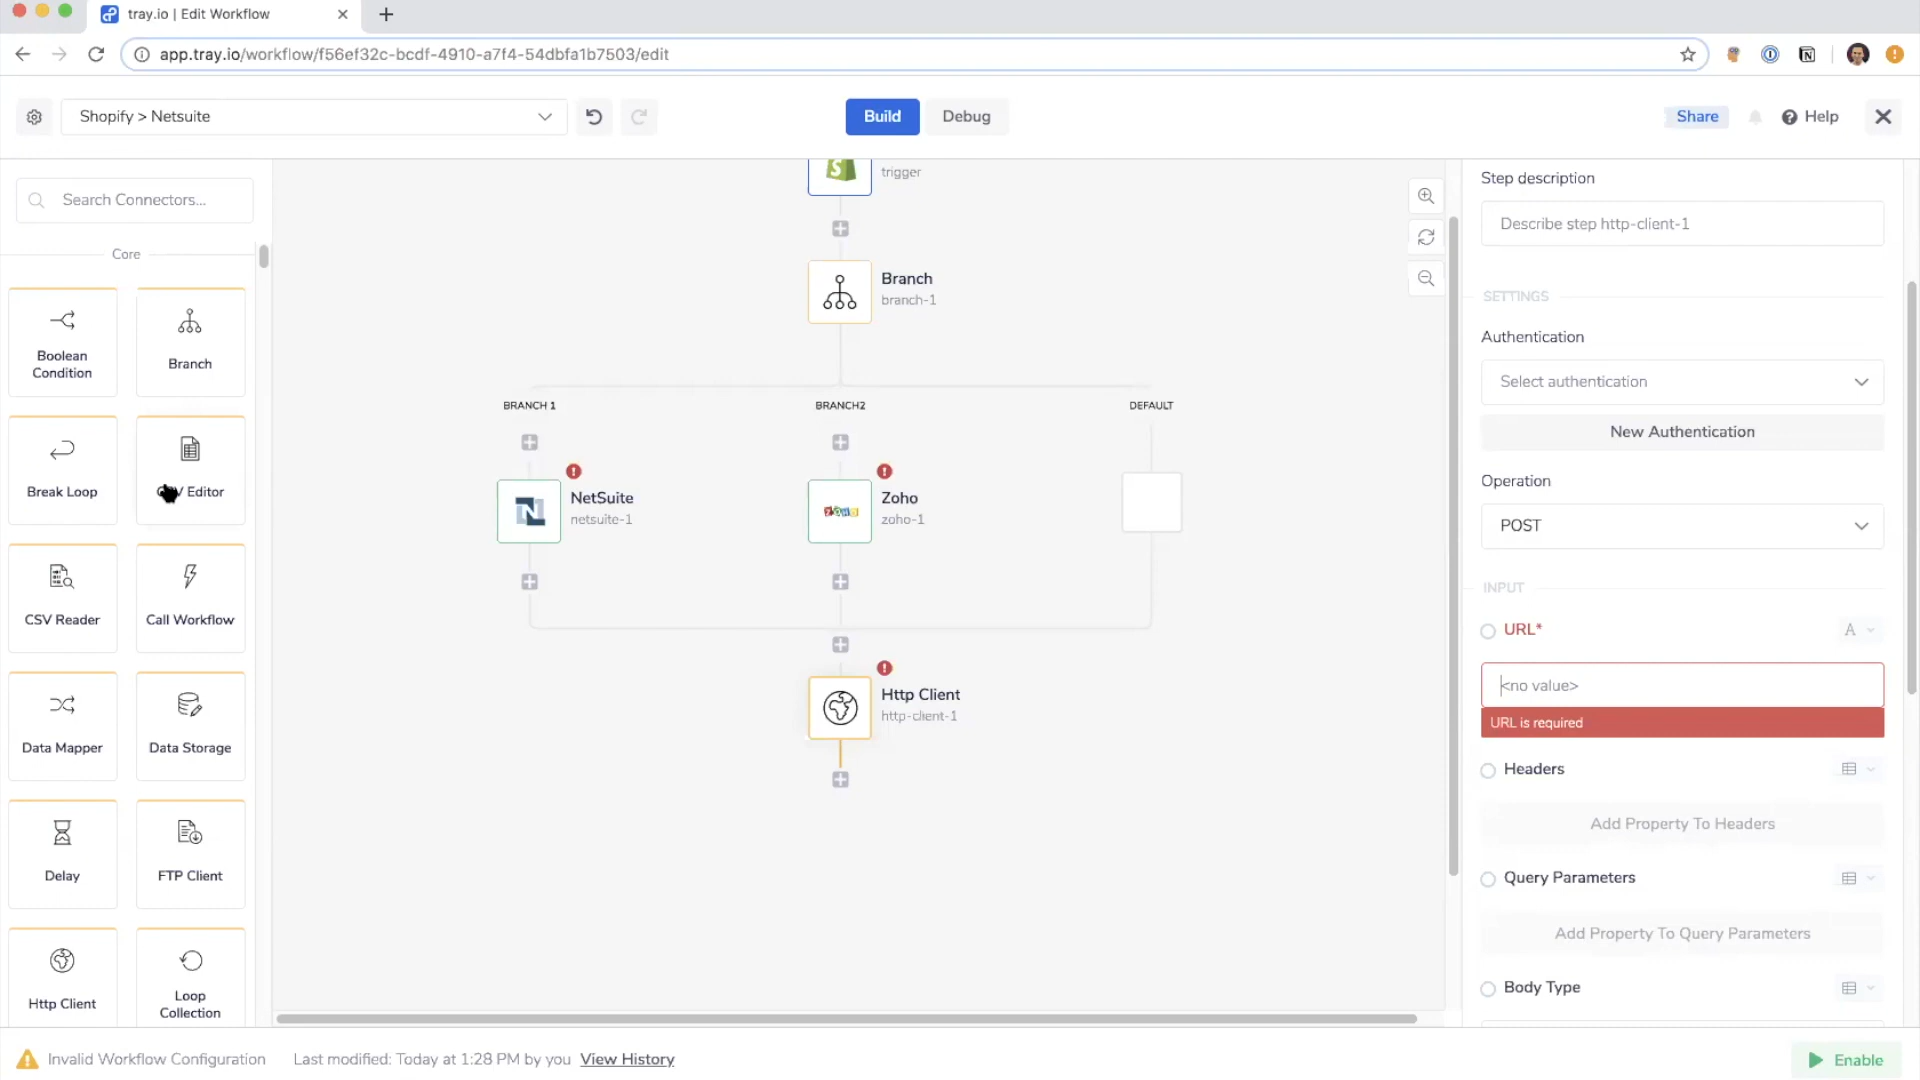 tray.io | Edit Workflow
app.tray.io/workflow/f56ef32c-bcdf-4910-a7f4-54dbfa1b7503/edit
Shopify > Netsuite
Build
Debug
Share
Help
Search Connectors...
Core
Boolean
Condition
Branch
Break Loop
V Editor
CSV Reader
Call Workflow
Data Mapper
Data Storage
Delay
FTP Client
Http Client
Loop
Collection
trigger
Branch
branch-1
BRANCH 1
BRANCH2
DEFAULT
NetSuite
netsuite-1
ZOHO
Zoho
zoho-1
Http Client
http-client-1
Step description
Describe step http-client-1
SETTINGS
Authentication
Select authentication
New Authentication
Operation
POST
INPUT
URL*
A
<no value>
URL is required
Headers
Add Property To Headers
Query Parameters
Add Property To Query Parameters
Body Type
Invalid Workflow Configuration
Last modified: Today at 1:28 PM by you
View History
Enable